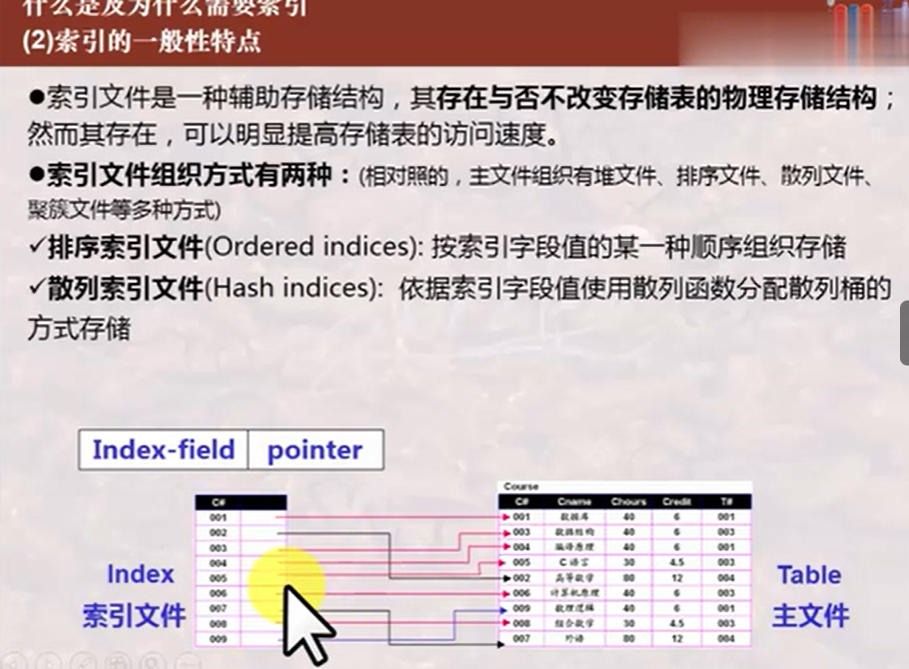 什么是及为什么需要索引
(2)索引的一般性特点
●索引文件是一种辅助存储结构，其存在与否不改变存储表的物理存储结构；
然而其存在，可以明显提高存储表的访问速度。
●索引文件组织方式有两种：(相对照的，主文件组织有堆文件、排序文件、散列文件、
聚簇文件等多种方式)
✓排序索引文件(Ordered indices): 按索引字段值的某一种顺序组织存储
✓散列索引文件(Hash indices): 依据索引字段值使用散列函数分配散列桶的
方式存储
Index-field pointer
Course
C#
C# Cname Chours Credit T#
001
001 数据库 40 6 001
002
003 数据结构 40 6 003
003
004 编译原理 40 6 001
004
005 C语言 30 4.5 003
005
002 高等数学 80 12 004
006
006 计算机原理 40 6 003
007
009 数理逻辑 40 6 001
008
008 组合数学 30 4.5 003
009
007 外语 80 12 004
Index
索引文件
Table
主文件